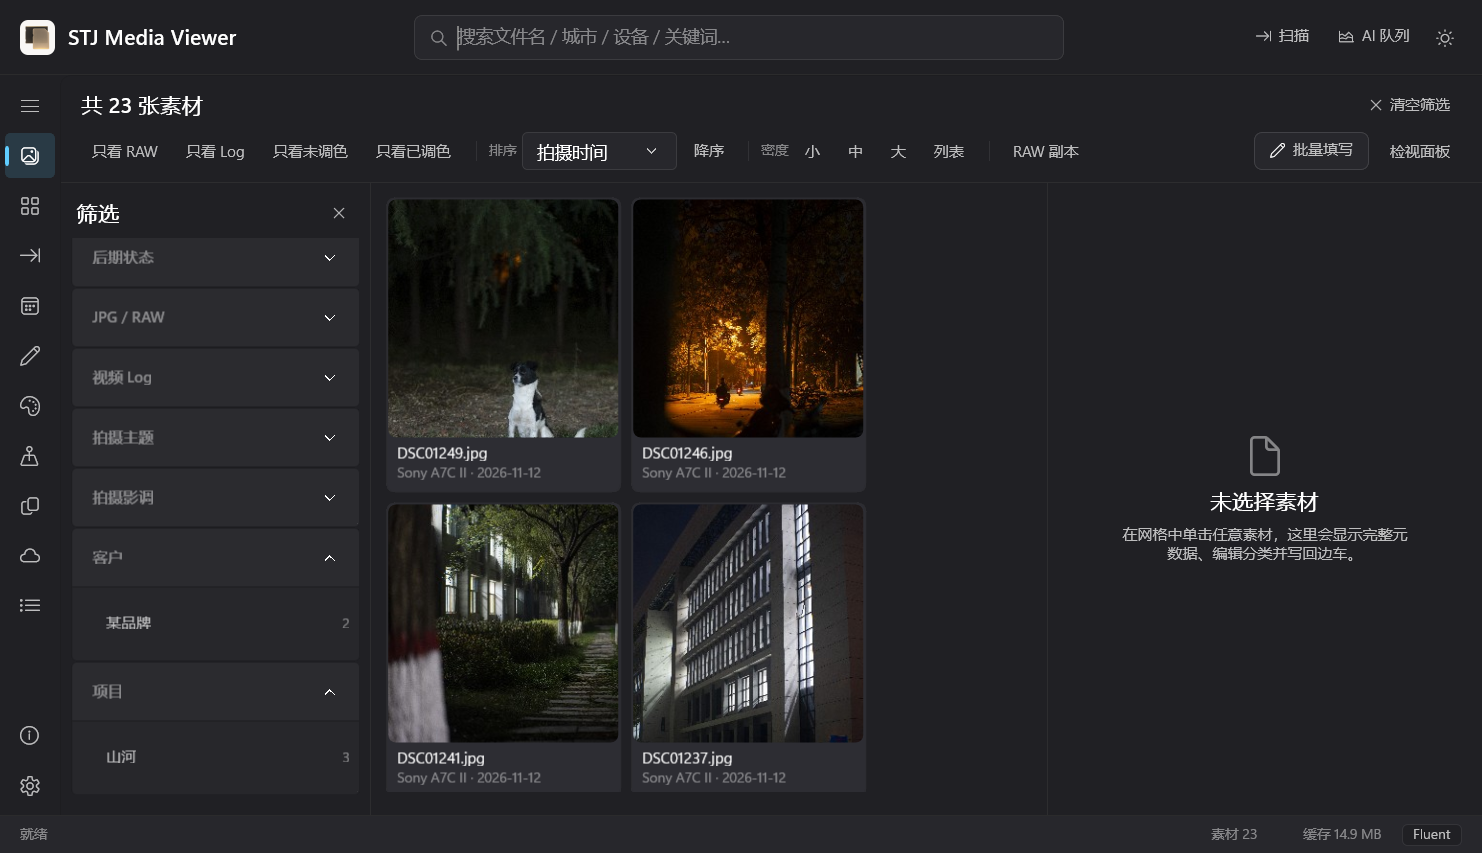 STJ Media Viewer
搜索文件名 / 城市 / 设备 / 关键词...
扫描
AI 队列
共 23 张素材
清空筛选
只看 RAW
只看 Log
只看未调色
只看已调色
排序
拍摄时间
降序
密度
小
中
大
列表
RAW 副本
批量填写
检视面板
筛选
后期状态
JPG / RAW
视频 Log
拍摄主题
拍摄影调
客户
某品牌 2
项目
山河 3
DSC01249.jpg
Sony A7C II · 2026-11-12
DSC01246.jpg
Sony A7C II · 2026-11-12
DSC01241.jpg
Sony A7C II · 2026-11-12
DSC01237.jpg
Sony A7C II · 2026-11-12
未选择素材
在网格中单击任意素材，这里会显示完整元
数据、编辑分类并写回边车。
就绪
素材 23
缓存 14.9 MB
Fluent